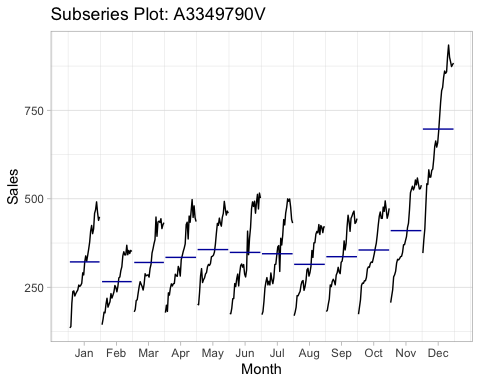 Subseries Plot: A3349790V
Sales
750
500
250
Jan Feb Mar Apr May Jun Jul Aug Sep Oct Nov Dec
Month